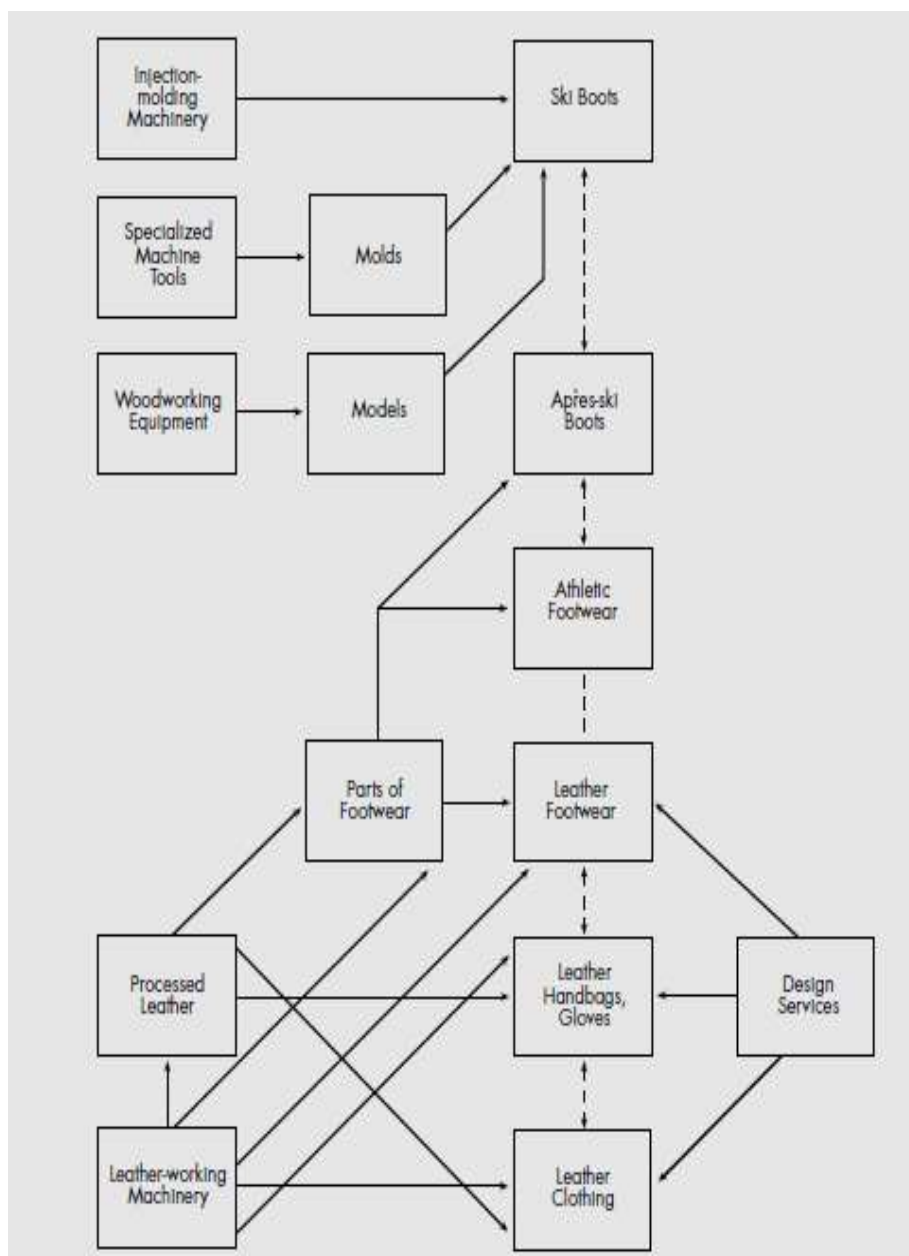 Injection-
molding
Machinery
Ski Boots
Specialized
Machine
Tools
Molds
Woodworking
Equipment
Models
Après-ski
Boots
Athletic
Footwear
Parts of
Footwear
Leather
Footwear
Processed
Leather
Leather
Handbags,
Gloves
Design
Services
Leather-working
Machinery
Leather
Clothing